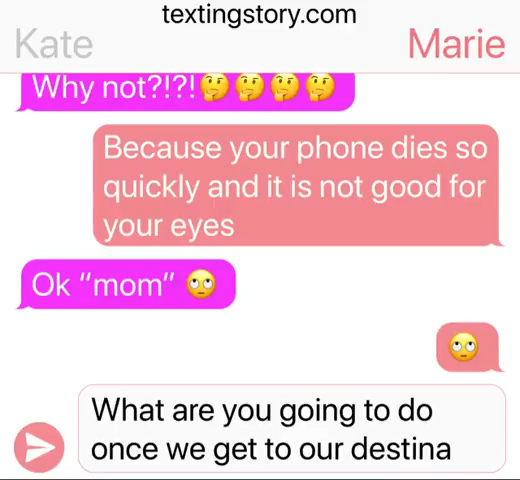 textingstory.com
Kate Marie
Why not?!?!🤔🤔🤔🤔
Because your phone dies so
quickly and it is not good for
your eyes
Ok “mom” 🙄
🙄
What are you going to do
once we get to our destina